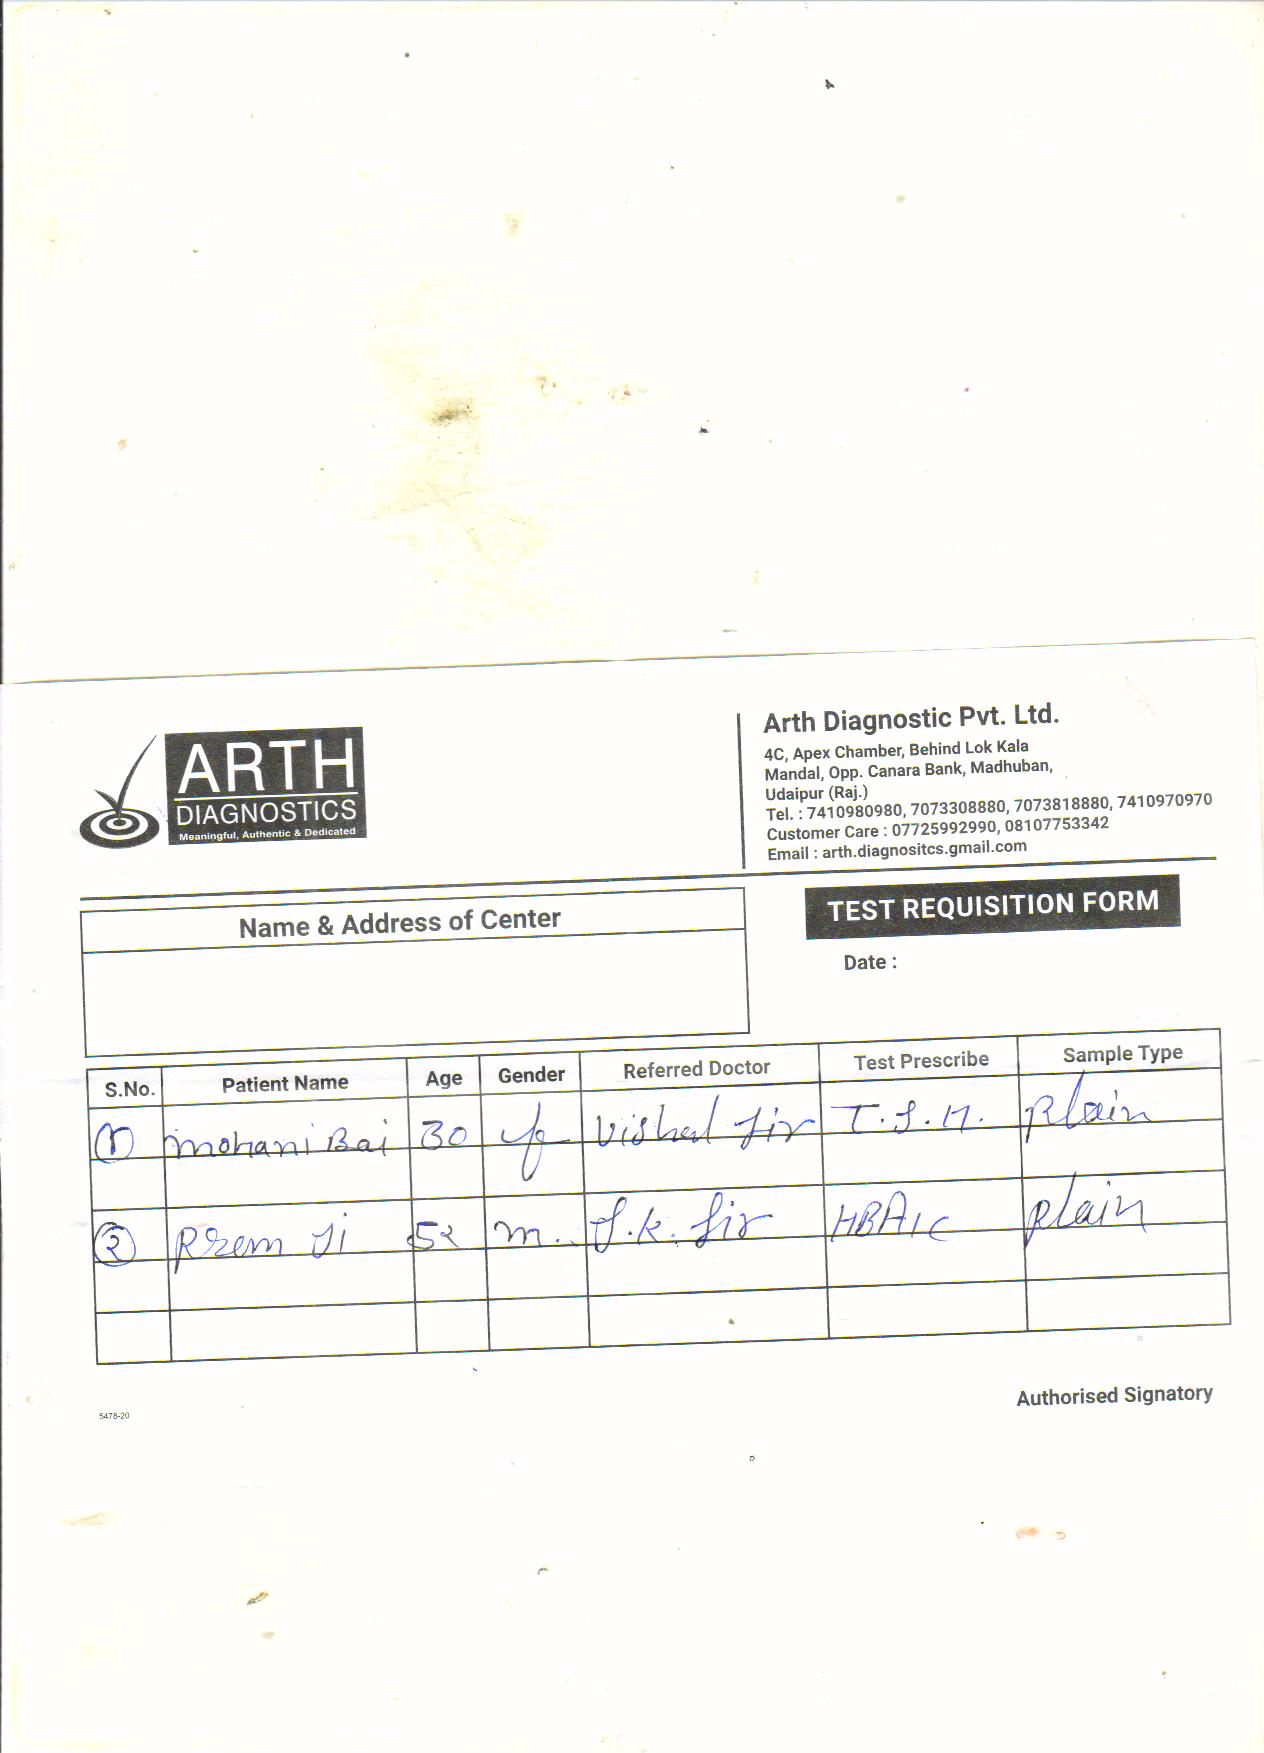 ARTH
DIAGNOSTICS
Meaningful, Authentic & Dedicated
Arth Diagnostic Pvt. Ltd.
4C, Apex Chamber, Behind Lok Kala
Mandal, Opp. Canara Bank, Madhuban,
Udaipur (Raj.)
Tel. : 7410980980, 7073308880, 7073818880, 7410970970
Customer Care : 07725992990, 08107753342
Email : arth.diagnositcs.gmail.com
Name & Address of Center
TEST REQUISITION FORM
Date :
S.No. Patient Name Age Gender Referred Doctor Test Prescribe Sample Type
1 mohani Bai 30 Vishal Sir T.S.H. Plain
2 Prem Ji 52 m. J.K. Sir HBA1C Plain
Authorised Signatory
5478-20